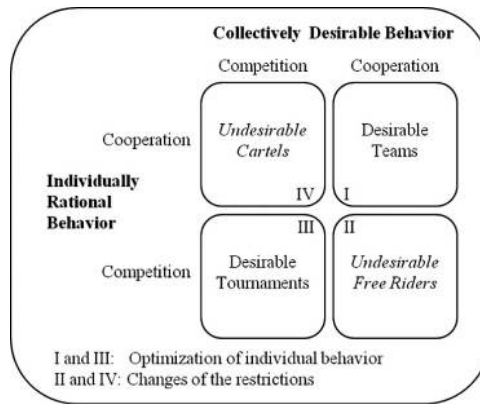 Collectively Desirable Behavior
Competition Cooperation
Cooperation
Undesirable
Cartels
IV
Desirable
Teams
I
Individually
Rational
Behavior
Competition
III
Desirable
Tournaments
II
Undesirable
Free Riders
I and III: Optimization of individual behavior
II and IV: Changes of the restrictions